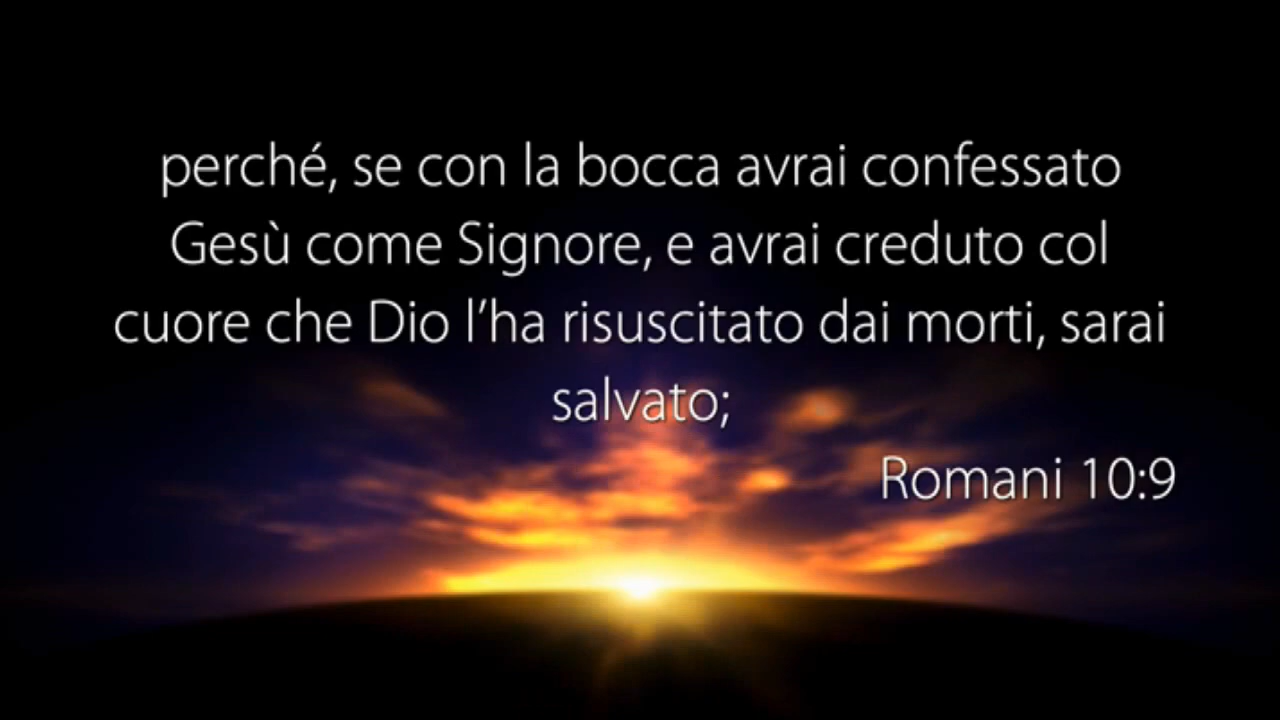 perché, se con la bocca avrai confessato
Gesù come Signore, e avrai creduto col
cuore che Dio l’ha risuscitato dai morti, sarai
salvato;
Romani 10:9